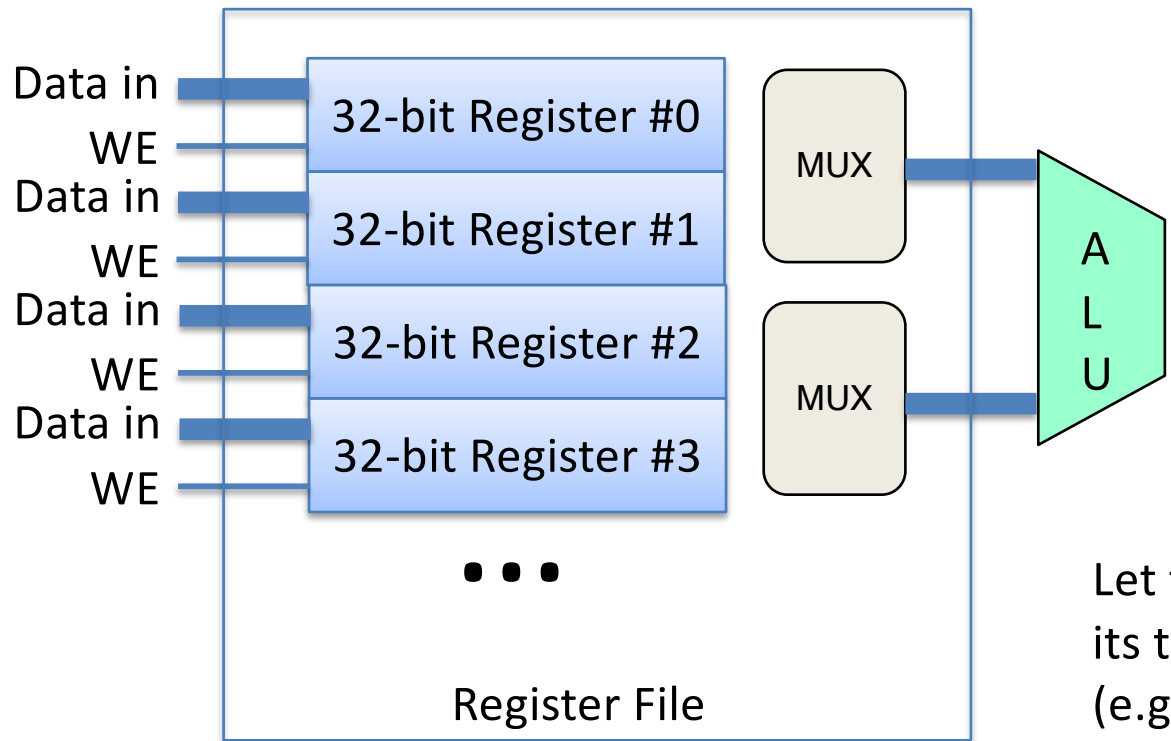 Data in
WE
Data in
WE
Data in
WE
Data in
WE
32-bit Register #0
32-bit Register #1
32-bit Register #2
32-bit Register #3
...
Register File
MUX
MUX
A
L
U
Let
its
(e.g